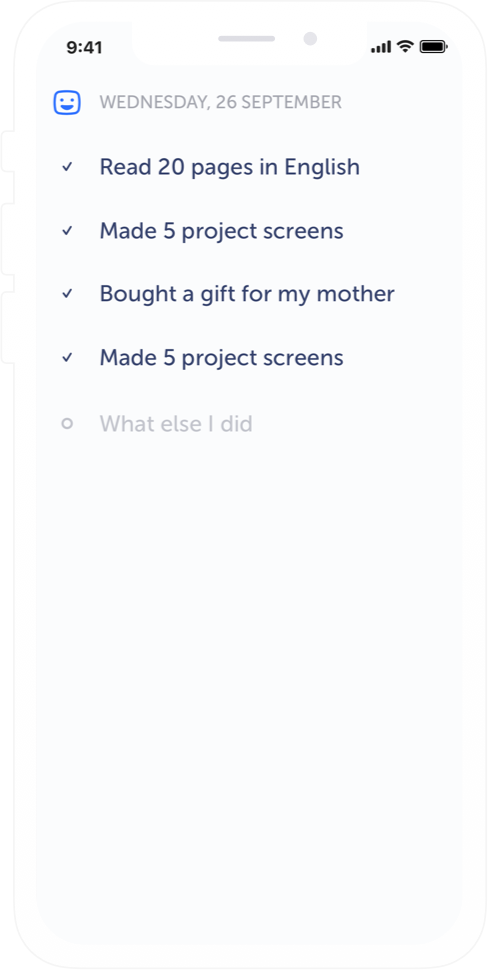 9:41
WEDNESDAY, 26 SEPTEMBER
Read 20 pages in English
Made 5 project screens
Bought a gift for my mother
Made 5 project screens
What else I did